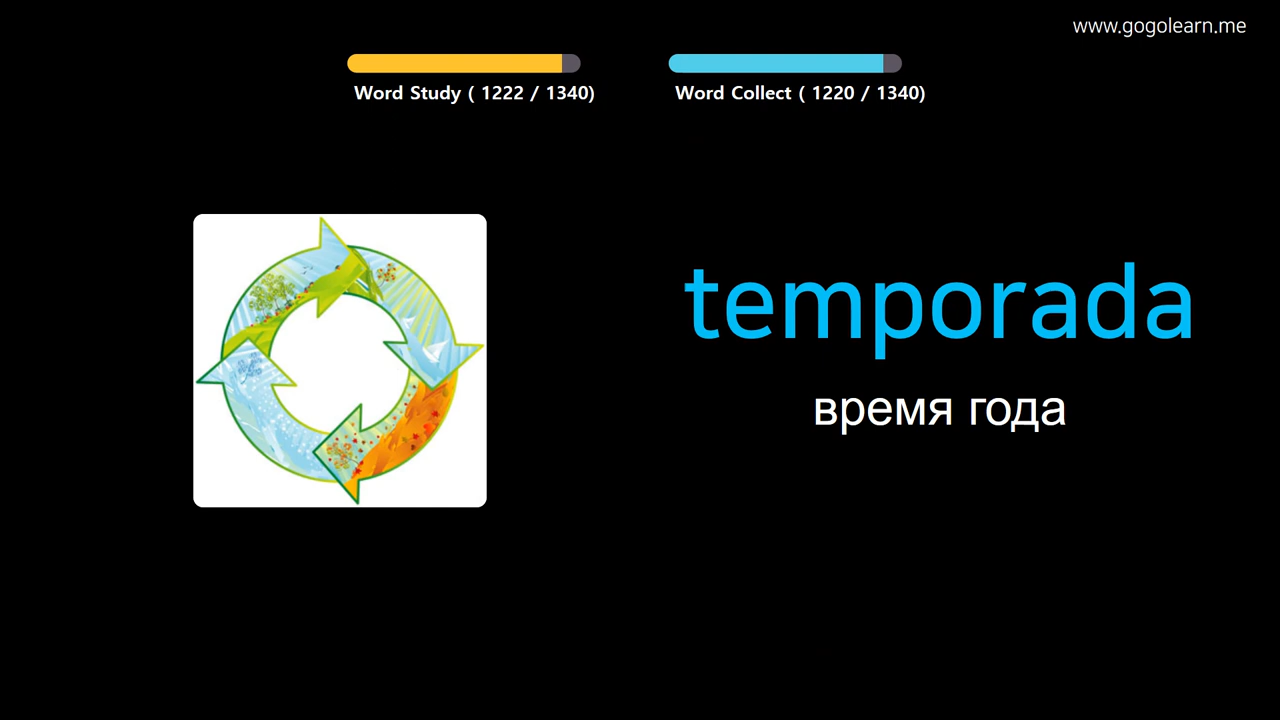 www.gogolearn.me
Word Study ( 1222 / 1340)
Word Collect ( 1220 / 1340)
temporada
время года